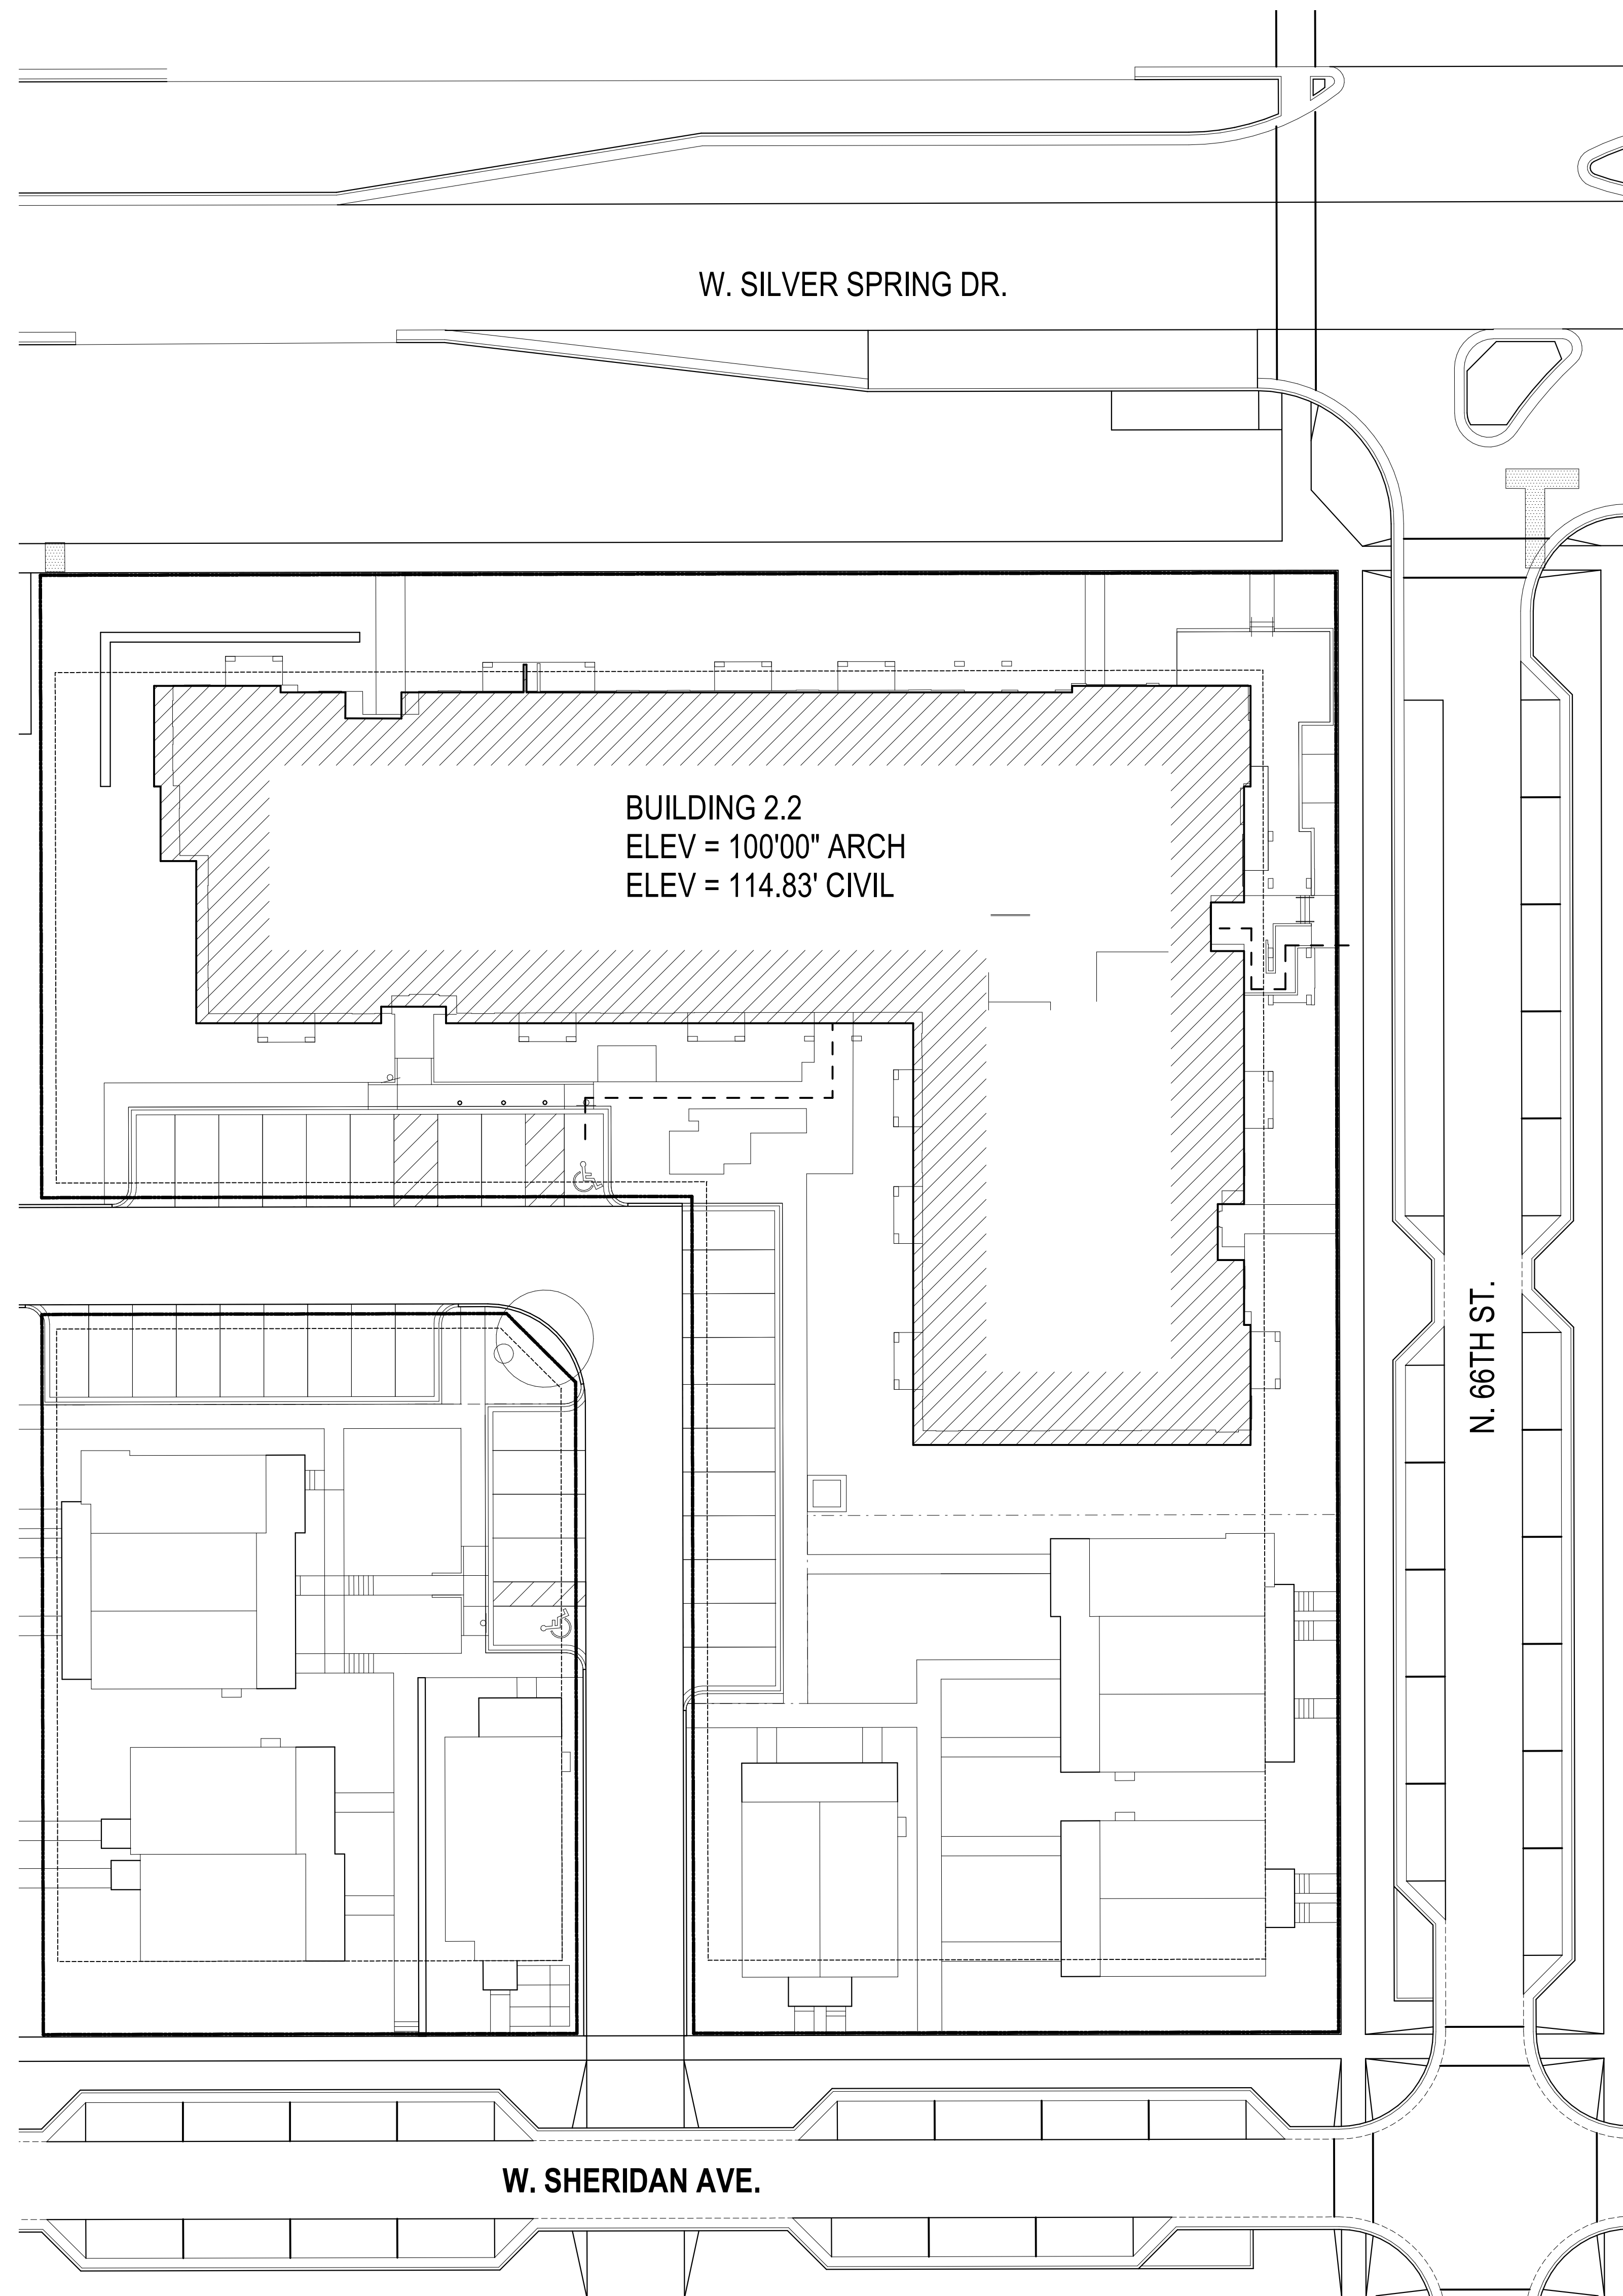 W. SILVER SPRING DR.
BUILDING 2.2
ELEV = 100'00" ARCH
ELEV = 114.83' CIVIL
N. 66TH ST.
W. SHERIDAN AVE.